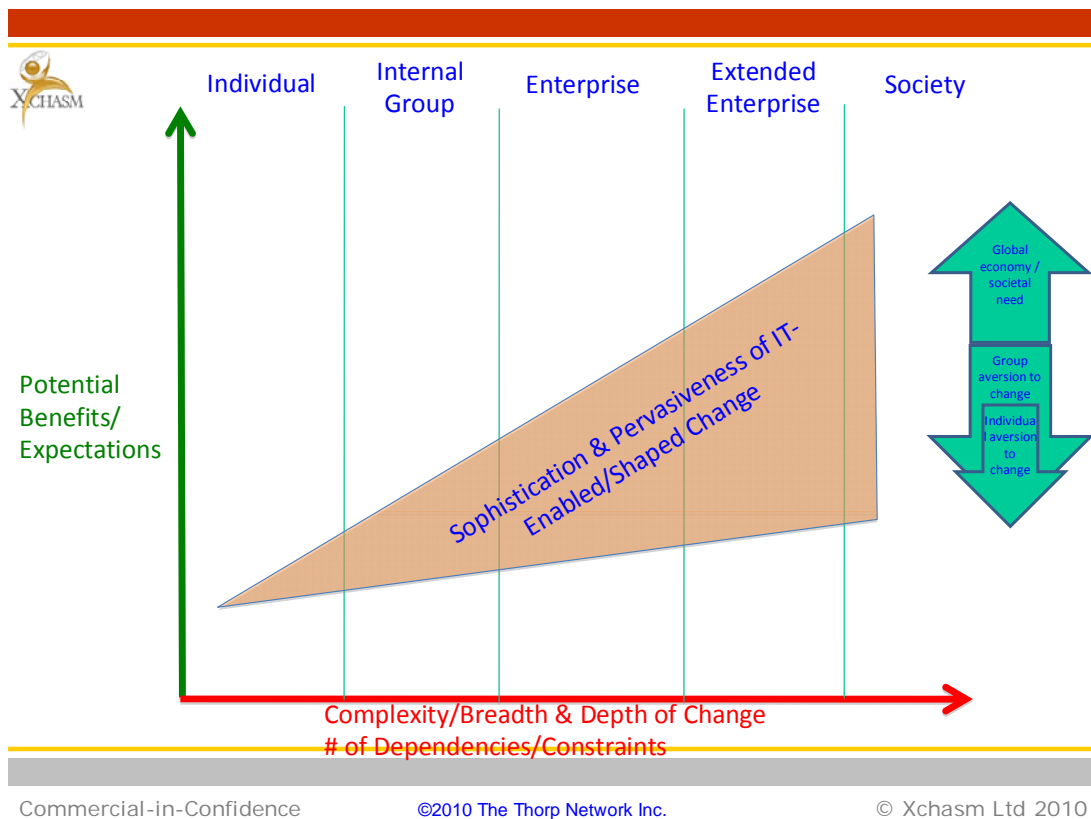 XCHASM
Individual
Internal
Group
Enterprise
Extended
Enterprise
Society
Global
economy /
societal
need
Group
aversion to
change
Individua
l aversion
to
change
Potential
Benefits/
Expectations
Sophistication & Pervasiveness of IT-
Enabled/Shaped Change
Complexity/Breadth & Depth of Change
# of Dependencies/Constraints
Commercial-in-Confidence
©2010 The Thorp Network Inc.
© Xchasm Ltd 2010